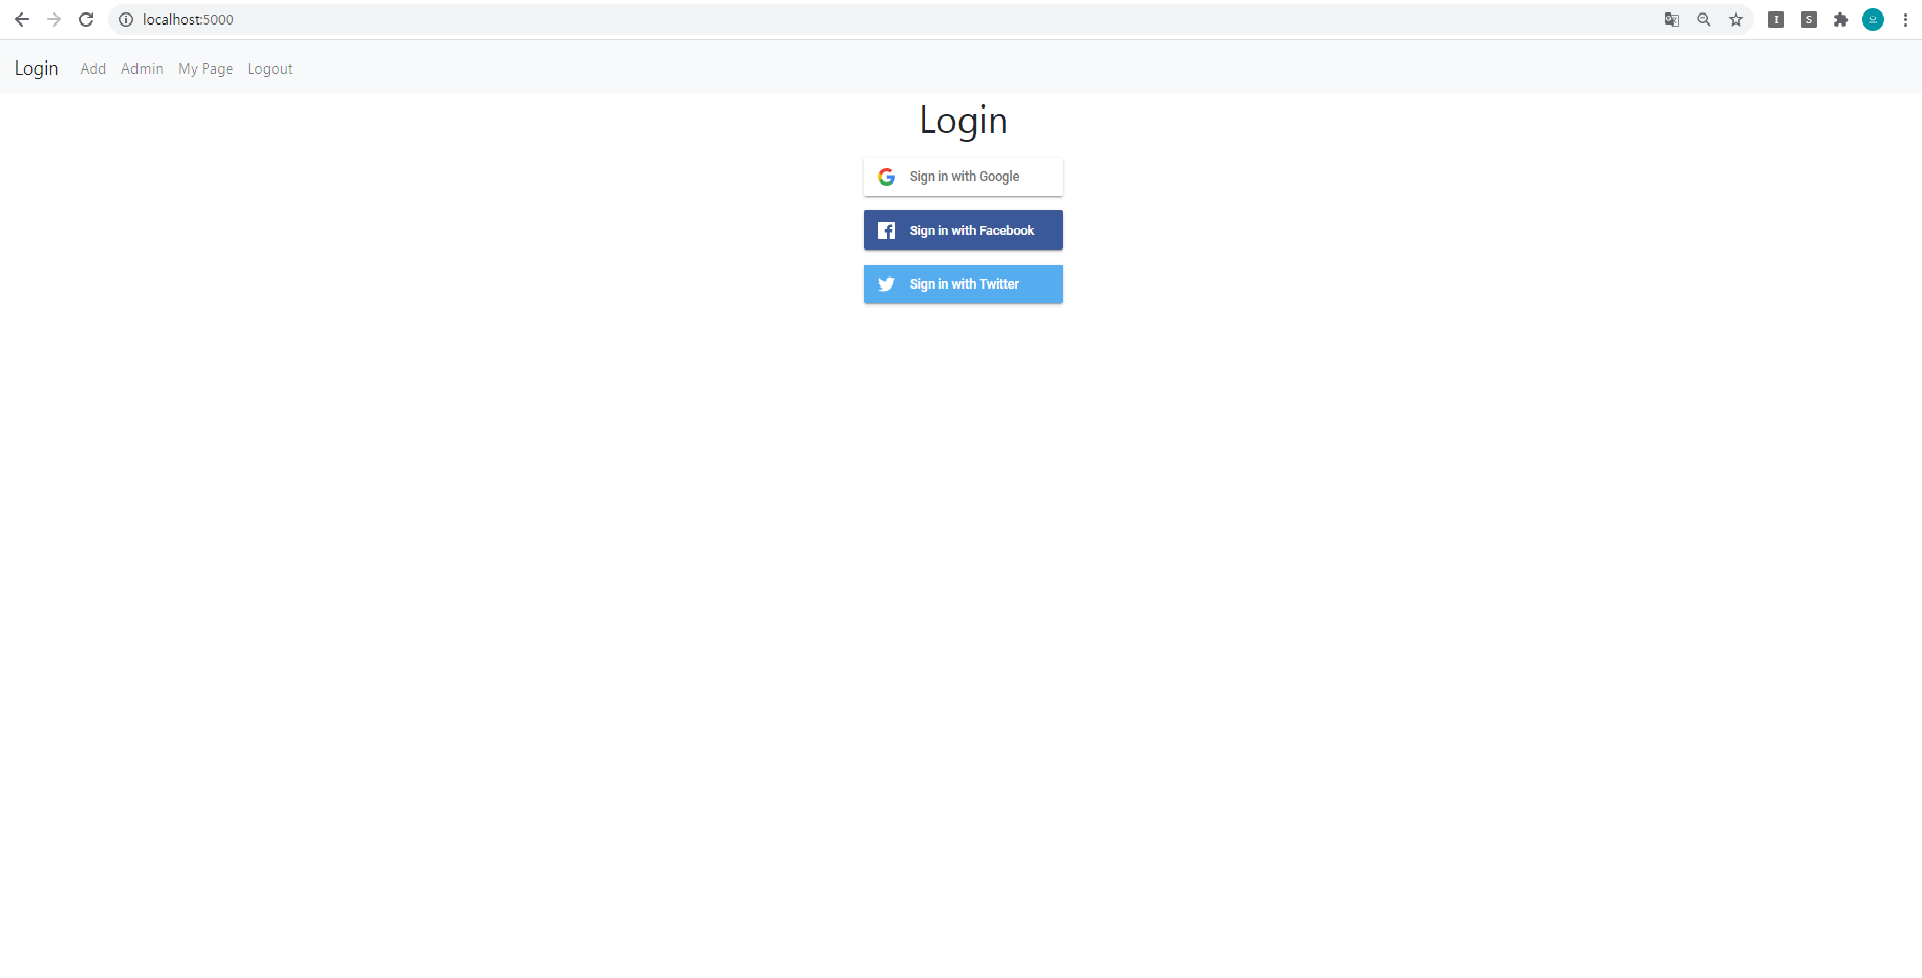 localhost:5000
I S
Login Add Admin My Page Logout
Login
Sign in with Google
Sign in with Facebook
Sign in with Twitter